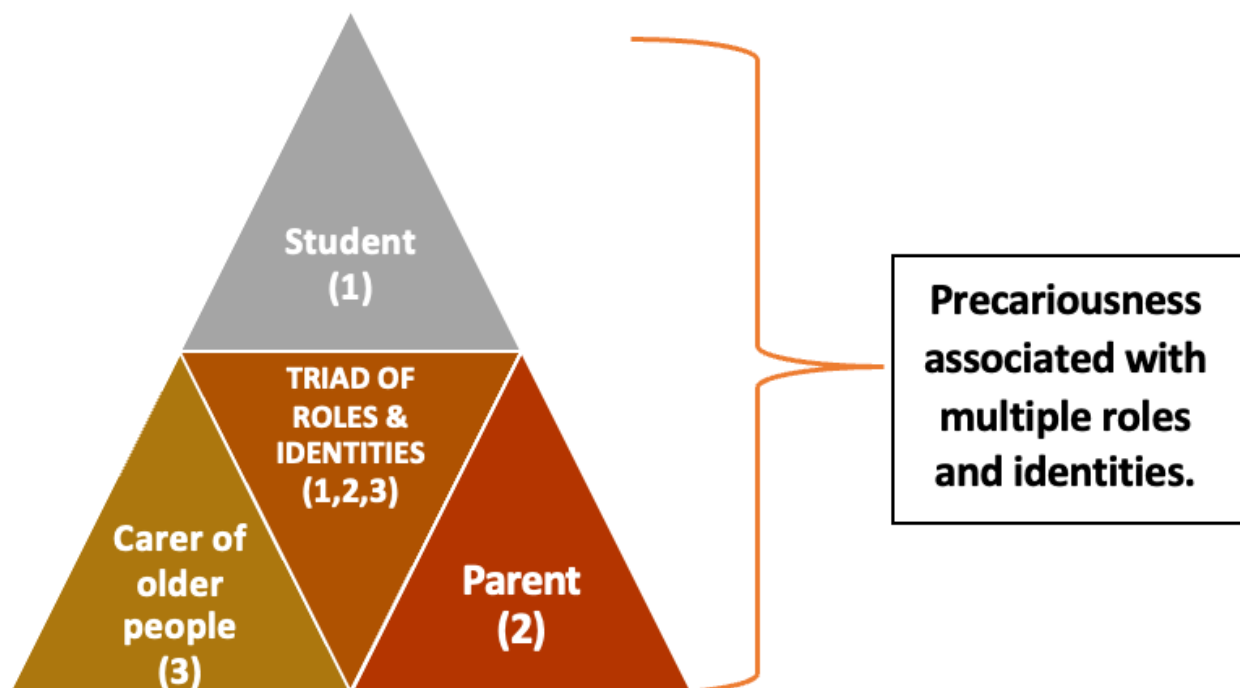 Student
(1)
TRIAD OF
ROLES &
IDENTITIES
(1,2,3)
Carer of
older
people
(3)
Parent
(2)
Precariousness
associated with
multiple roles
and identities.